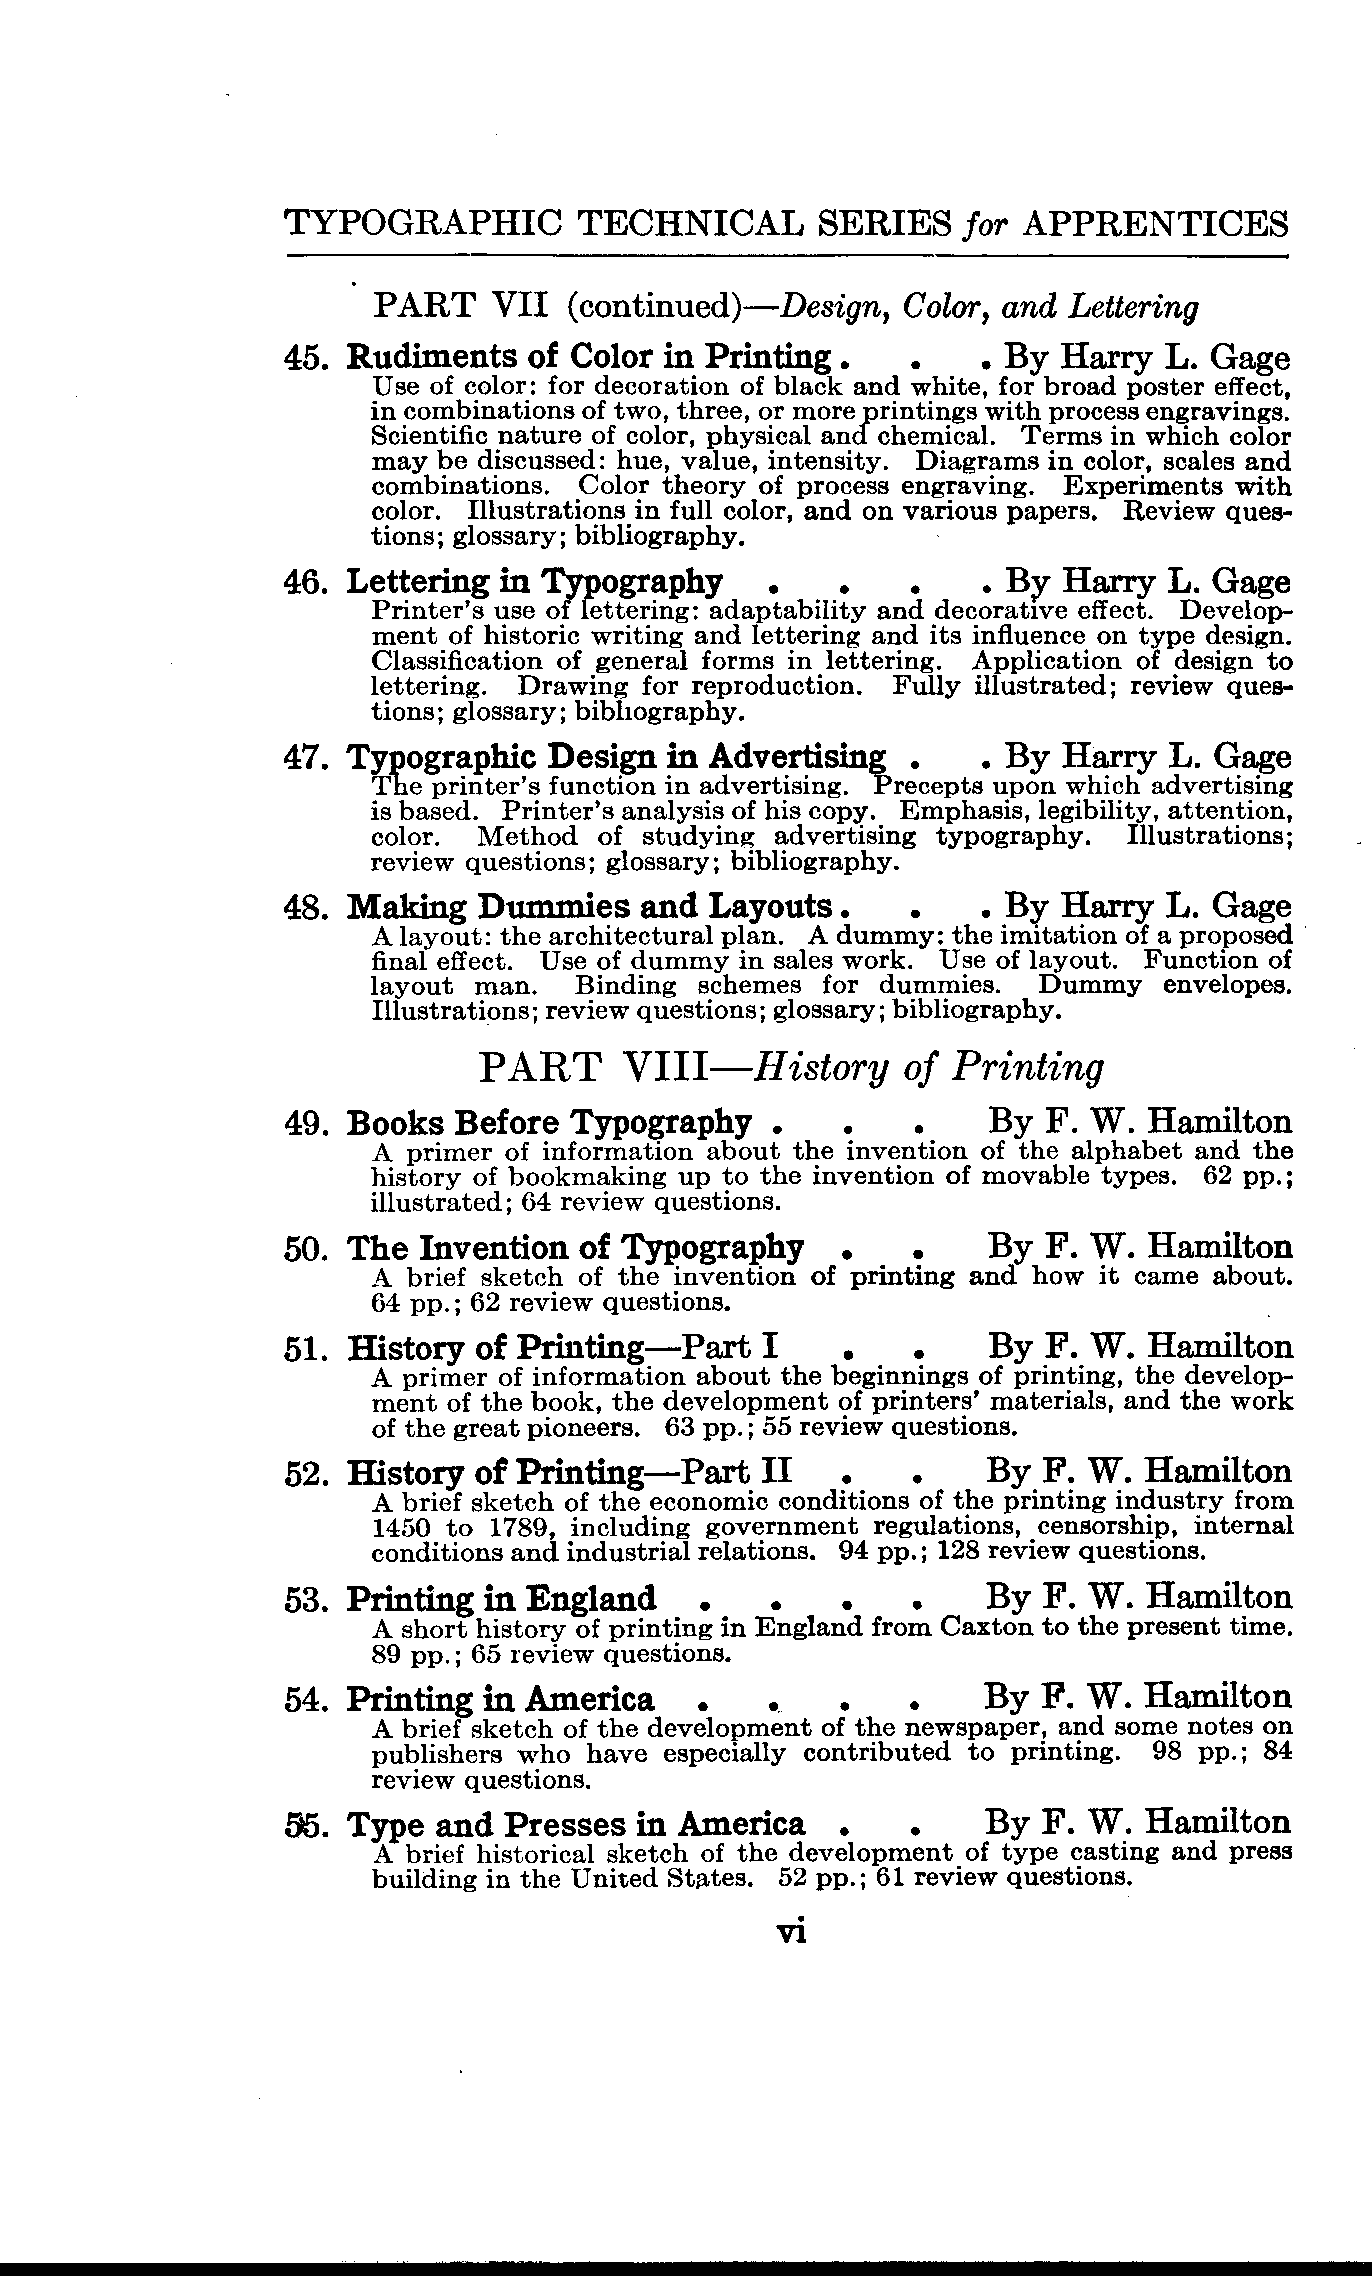 TYPOGRAPHIC TECHNICAL SERIES for APPRENTICES
PART VII (continued)—Design, Color, and Lettering
45. Rudiments of Color in Printing . . . By Harry L. Gage
Use of color: for decoration of black and white, for broad poster effect,
in combinations of two, three, or more printings with process engravings.
Scientific nature of color, physical and chemical. Terms in which color
may be discussed: hue, value, intensity. Diagrams in color, scales and
combinations. Color theory of process engraving. Experiments with
color. Illustrations in full color, and on various papers. Review ques-
tions; glossary; bibliography.
46. Lettering in Typography . . . . By Harry L. Gage
Printer's use of lettering: adaptability and decorative effect. Develop-
ment of historic writing and lettering and its influence on type design.
Classification of general forms in lettering. Application of design to
lettering. Drawing for reproduction. Fully illustrated; review ques-
tions; glossary; bibliography.
47. Typographic Design in Advertising . . By Harry L. Gage
The printer's function in advertising. Precepts upon which advertising
is based. Printer's analysis of his copy. Emphasis, legibility, attention,
color. Method of studying advertising typography. Illustrations;
review questions; glossary; bibliography.
48. Making Dummies and Layouts . . . By Harry L. Gage
A layout: the architectural plan. A dummy: the imitation of a proposed
final effect. Use of dummy in sales work. Use of layout. Function of
layout man. Binding schemes for dummies. Dummy envelopes.
Illustrations; review questions; glossary; bibliography.
PART VIII—History of Printing
49. Books Before Typography . . . By F. W. Hamilton
A primer of information about the invention of the alphabet and the
history of bookmaking up to the invention of movable types. 62 pp.;
illustrated; 64 review questions.
50. The Invention of Typography . . By F. W. Hamilton
A brief sketch of the invention of printing and how it came about.
64 pp.; 62 review questions.
51. History of Printing—Part I . . By F. W. Hamilton
A primer of information about the beginnings of printing, the develop-
ment of the book, the development of printers' materials, and the work
of the great pioneers. 63 pp.; 55 review questions.
52. History of Printing—Part II . . By F. W. Hamilton
A brief sketch of the economic conditions of the printing industry from
1450 to 1789, including government regulations, censorship, internal
conditions and industrial relations. 94 pp.; 128 review questions.
53. Printing in England . . . . By F. W. Hamilton
A short history of printing in England from Caxton to the present time.
89 pp.; 65 review questions.
54. Printing in America . . . . By F. W. Hamilton
A brief sketch of the development of the newspaper, and some notes on
publishers who have especially contributed to printing. 98 pp.; 84
review questions.
55. Type and Presses in America . . By F. W. Hamilton
A brief historical sketch of the development of type casting and press
building in the United States. 52 pp.; 61 review questions.
vi